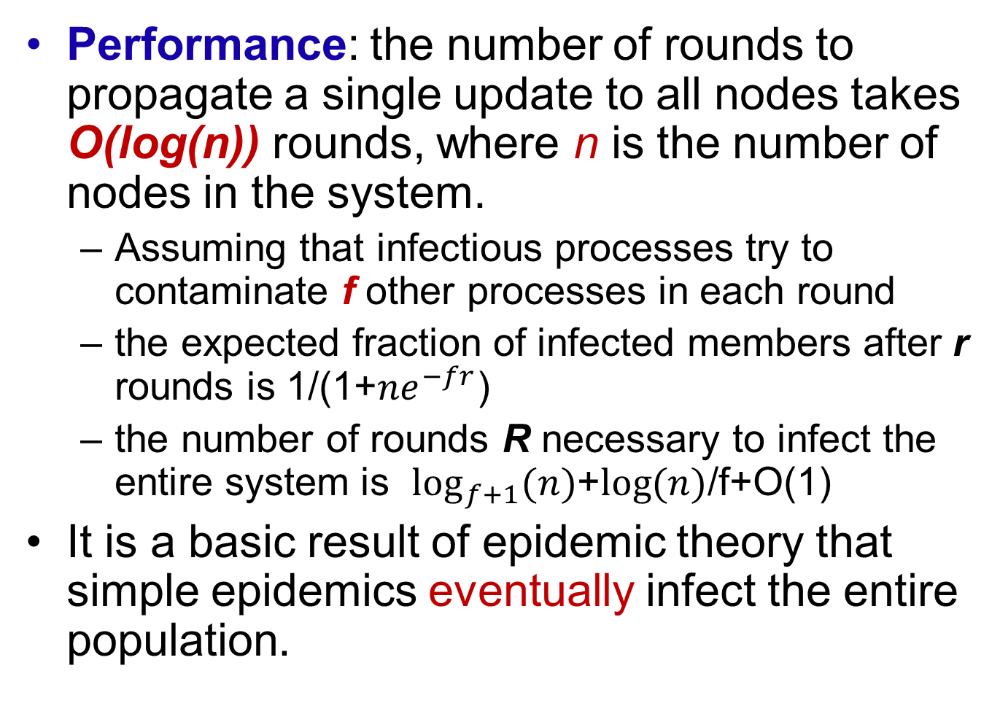 • Performance: the number of rounds to
propagate a single update to all nodes takes
O(log(n)) rounds, where n is the number of
nodes in the system.
– Assuming that infectious processes try to
contaminate f other processes in each round
– the expected fraction of infected members after r
rounds is 1/(1+𝑛𝑒^{−𝑓𝑟})
– the number of rounds R necessary to infect the
entire system is log_{𝑓+1}(𝑛)+log(𝑛)/f+O(1)
• It is a basic result of epidemic theory that
simple epidemics eventually infect the entire
population.